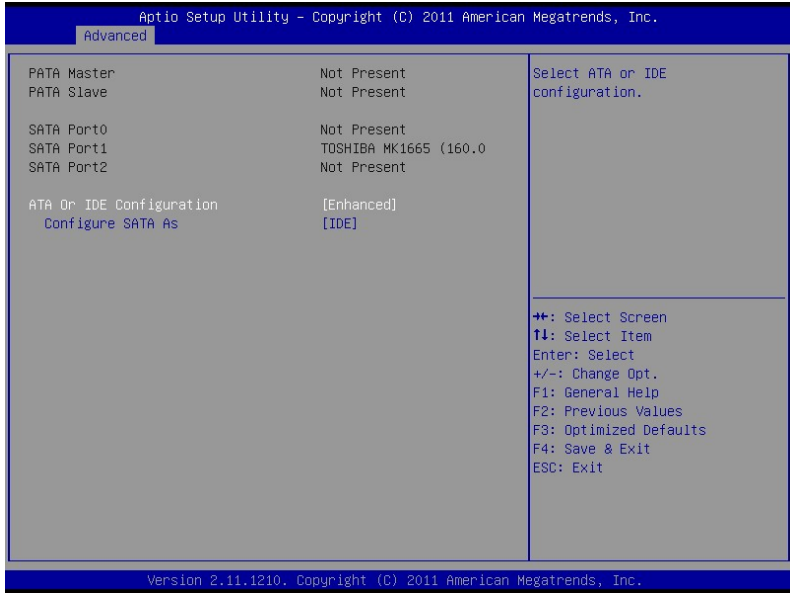 Aptio Setup Utility – Copyright (C) 2011 American Megatrends, Inc.
Advanced
PATA Master Not Present
PATA Slave Not Present
SATA Port0 Not Present
SATA Port1 TOSHIBA MK1665 (160.0
SATA Port2 Not Present
ATA Or IDE Configuration [Enhanced]
Configure SATA As [IDE]
Select ATA or IDE
configuration.
→←: Select Screen
↑↓: Select Item
Enter: Select
+/-: Change Opt.
F1: General Help
F2: Previous Values
F3: Optimized Defaults
F4: Save & Exit
ESC: Exit
Version 2.11.1210. Copyright (C) 2011 American Megatrends, Inc.